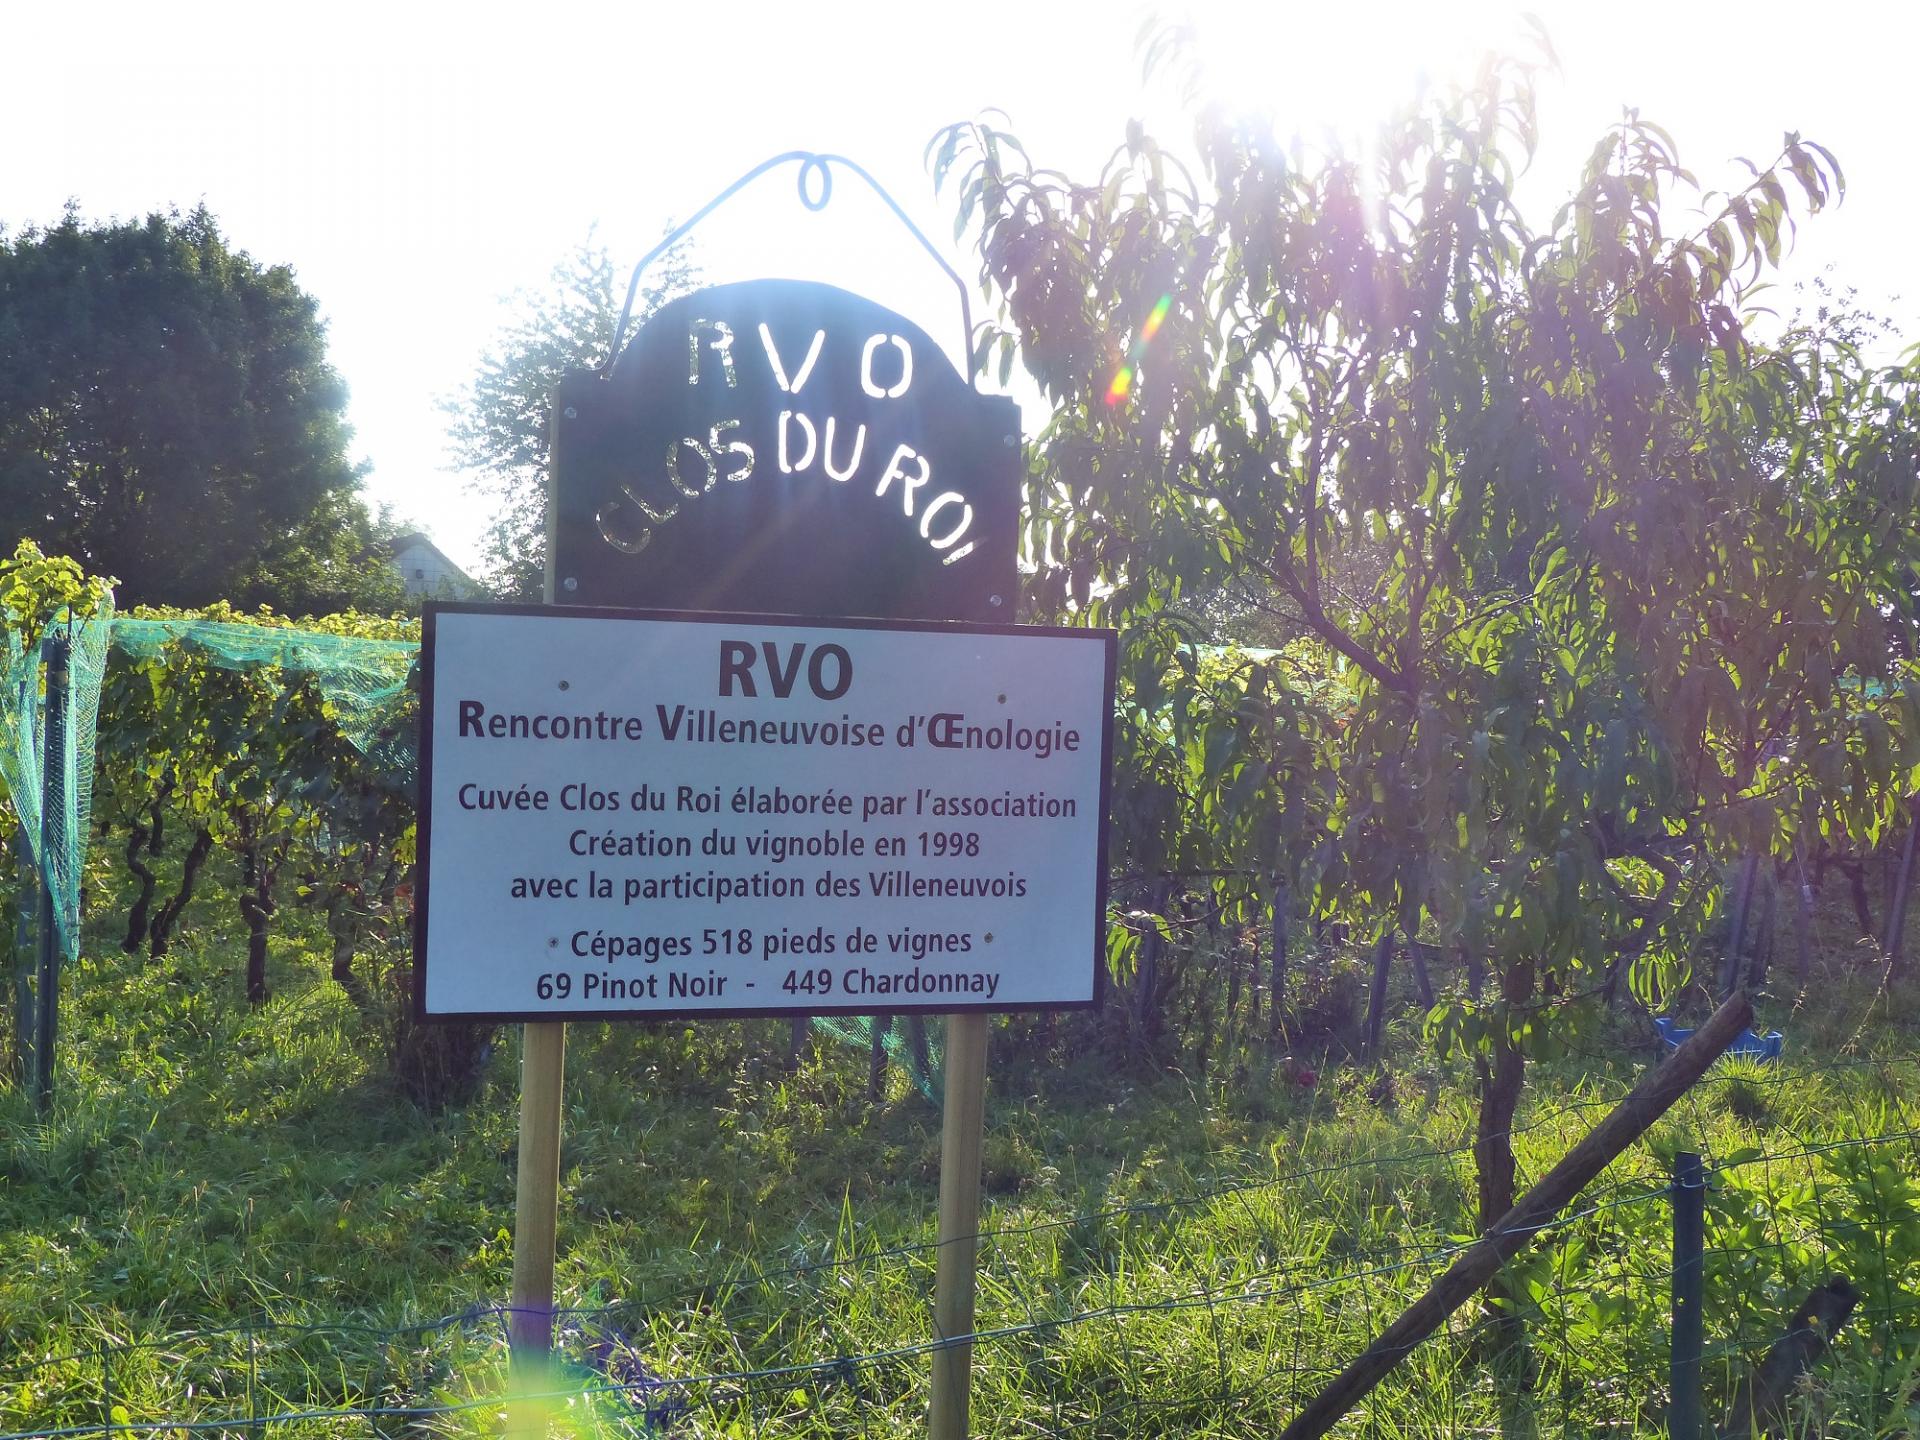 RVO
CLOS DU ROI
RVO
Rencontre Villeneuvoise d'Œnologie
Cuvée Clos du Roi élaborée par l'association
Création du vignoble en 1998
avec la participation des Villeneuvois
Cépages 518 pieds de vignes
69 Pinot Noir - 449 Chardonnay